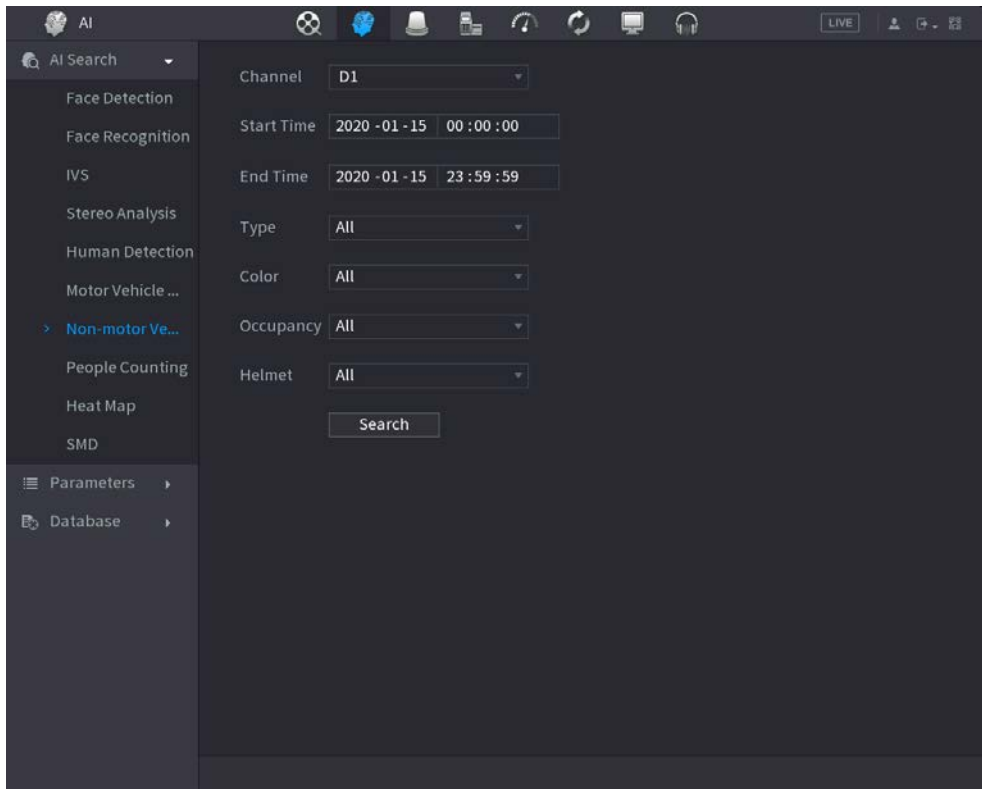 AI
LIVE
AI Search
Face Detection
Face Recognition
IVS
Stereo Analysis
Human Detection
Motor Vehicle ...
Non-motor Ve...
People Counting
Heat Map
SMD
Parameters
Database
Channel D1
Start Time 2020 -01 -15 00 :00 :00
End Time 2020 -01 -15 23 :59 :59
Type All
Color All
Occupancy All
Helmet All
Search